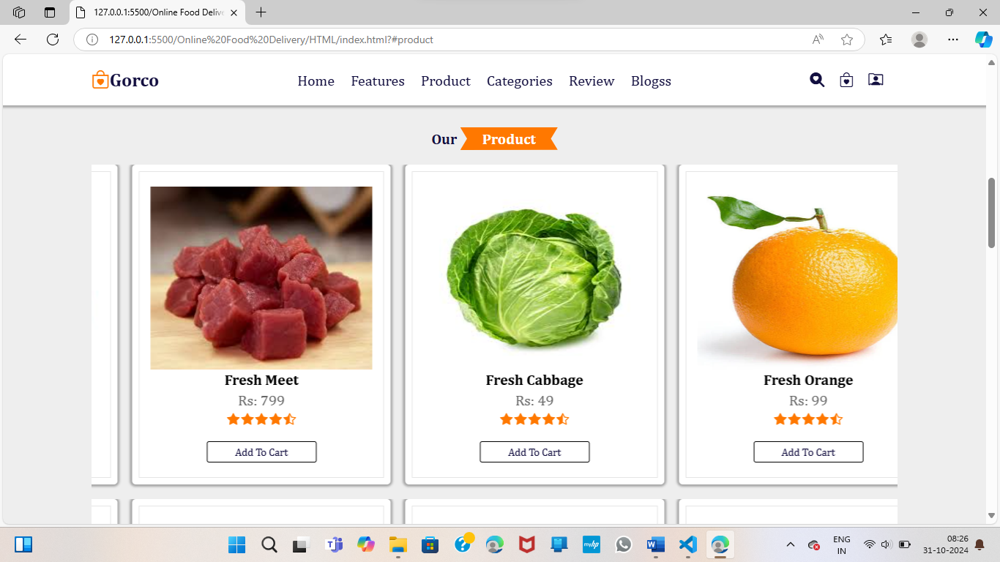 127.0.0.1:5500/Online Food Delive
127.0.0.1:5500/Online%20Food%20Delivery/HTML/index.html?#product
Gorco
Home Features Product Categories Review Blogss
Our Product
Fresh Meet
Rs: 799
Add To Cart
Fresh Cabbage
Rs: 49
Add To Cart
Fresh Orange
Rs: 99
Add To Cart
myhp
ENG
IN
08:26
31-10-2024